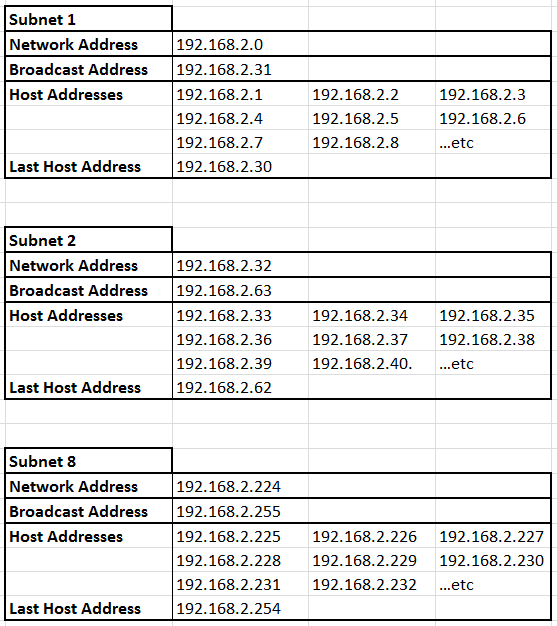 Subnet 1
Network Address 192.168.2.0
Broadcast Address 192.168.2.31
Host Addresses 192.168.2.1 192.168.2.2 192.168.2.3
192.168.2.4 192.168.2.5 192.168.2.6
192.168.2.7 192.168.2.8 ...etc
Last Host Address 192.168.2.30
Subnet 2
Network Address 192.168.2.32
Broadcast Address 192.168.2.63
Host Addresses 192.168.2.33 192.168.2.34 192.168.2.35
192.168.2.36 192.168.2.37 192.168.2.38
192.168.2.39 192.168.2.40. ...etc
Last Host Address 192.168.2.62
Subnet 8
Network Address 192.168.2.224
Broadcast Address 192.168.2.255
Host Addresses 192.168.2.225 192.168.2.226 192.168.2.227
192.168.2.228 192.168.2.229 192.168.2.230
192.168.2.231 192.168.2.232 ...etc
Last Host Address 192.168.2.254